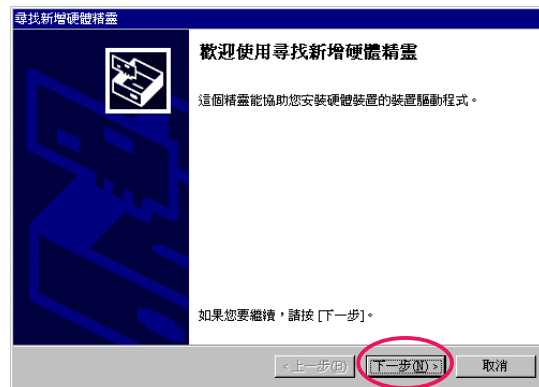 尋找新增硬體精靈
歡迎使用尋找新增硬體精靈
這個精靈能協助您安裝硬體裝置的裝置驅動程式。
如果您要繼續，請按 [下一步]。
<上一步(B) 下一步(N)> 取消